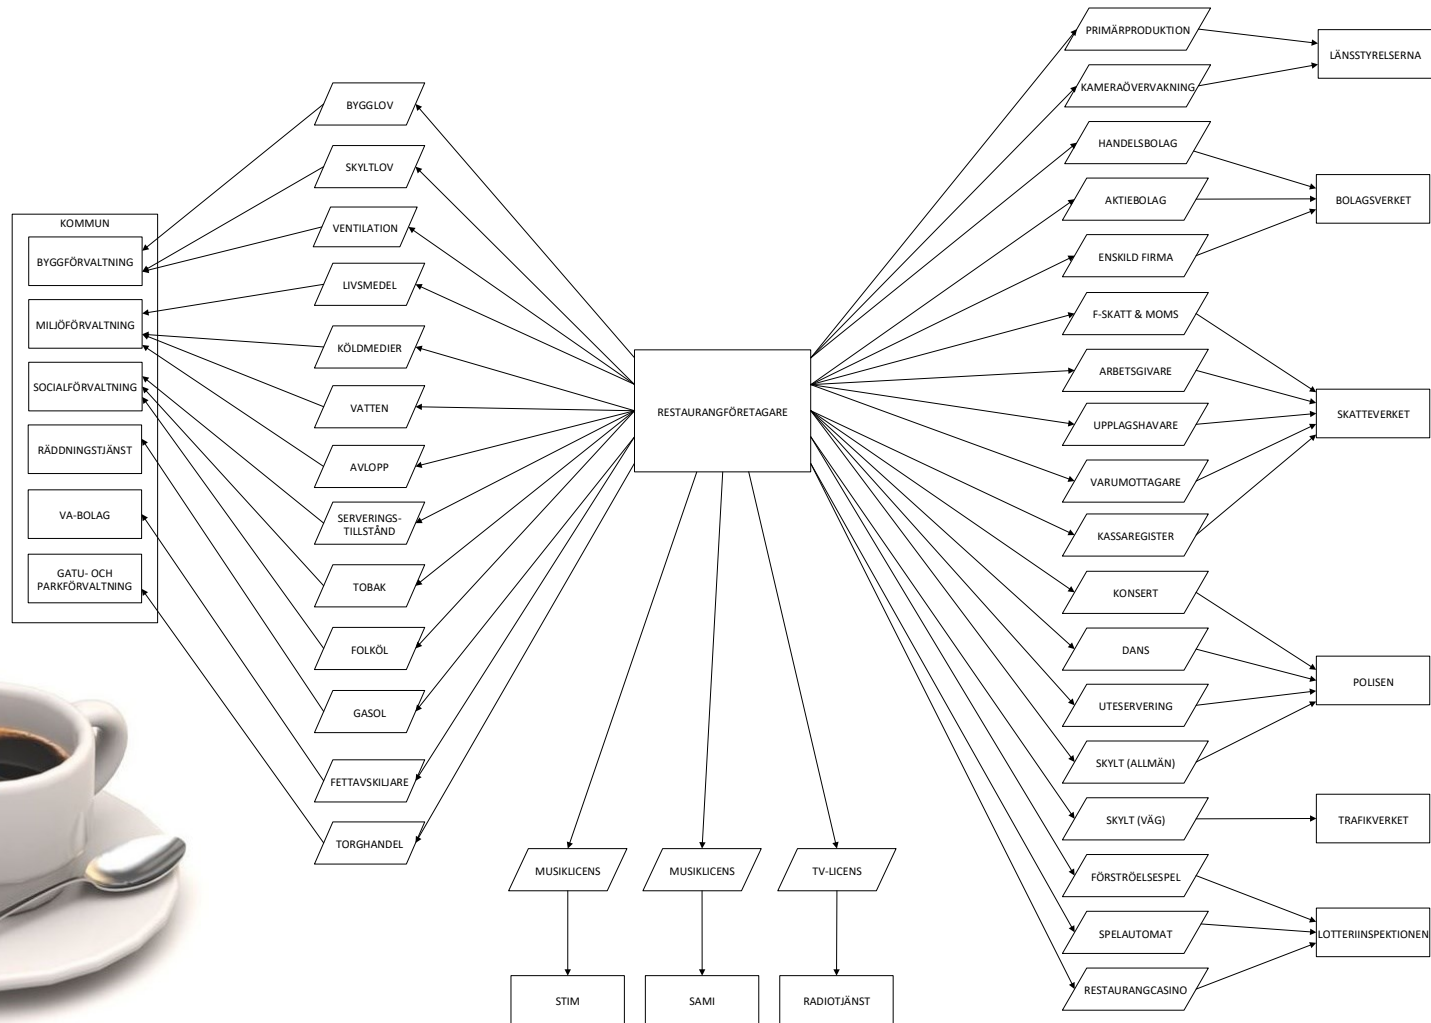 BYGGLOV
SKYLTLOV
VENTILATION
LIVSMEDEL
KÖLDMEDIER
VATTEN
AVLOPP
SERVERINGS-
TILLSTÅND
TOBAK
FOLKÖL
GASOL
FETTAVSKILJARE
TORGHANDEL
KOMMUN
BYGGFÖRVALTNING
MILJÖFÖRVALTNING
SOCIALFÖRVALTNING
RÄDDNINGSTJÄNST
VA-BOLAG
GATU- OCH
PARKFÖRVALTNING
RESTAURANGFÖRETAGARE
MUSIKLICENS
MUSIKLICENS
TV-LICENS
STIM
SAMI
RADIOTJÄNST
PRIMÄRPRODUKTION
KAMERAÖVERVAKNING
HANDELSBOLAG
AKTIEBOLAG
ENSKILD FIRMA
F-SKATT & MOMS
ARBETSGIVARE
UPPLAGSHAVARE
VARUMOTTAGARE
KASSAREGISTER
KONSERT
DANS
UTESERVERING
SKYLT (ALLMÄN)
SKYLT (VÄG)
FÖRSTRÖELSESPEL
SPELAUTOMAT
RESTAURANGCASINO
LÄNSSTYRELSERNA
BOLAGSVERKET
SKATTEVERKET
POLISEN
TRAFIKVERKET
LOTTERIINSPEKTIONEN